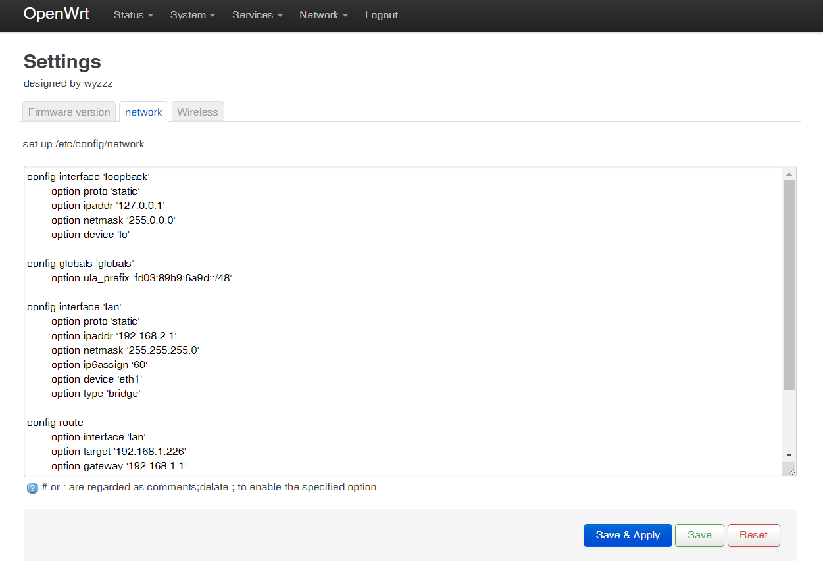 OpenWrt Status System Services Network Logout
Settings
designed by wyzzz
Firmware version network Wireless
set up /etc/config/network
config interface 'loopback'
option proto 'static'
option ipaddr '127.0.0.1'
option netmask '255.0.0.0'
option device 'lo'
config globals 'globals'
option ula_prefix 'fd03:89b9:6a9d::/48'
config interface 'lan'
option proto 'static'
option ipaddr '192.168.2.1'
option netmask '255.255.255.0'
option ip6assign '60'
option device 'eth1'
option type 'bridge'
config route
option interface 'lan'
option target '192.168.1.226'
option gateway '192.168.1.1'
# or ; are regarded as comments;delete ; to enable the specified option
Save & Apply Save Reset